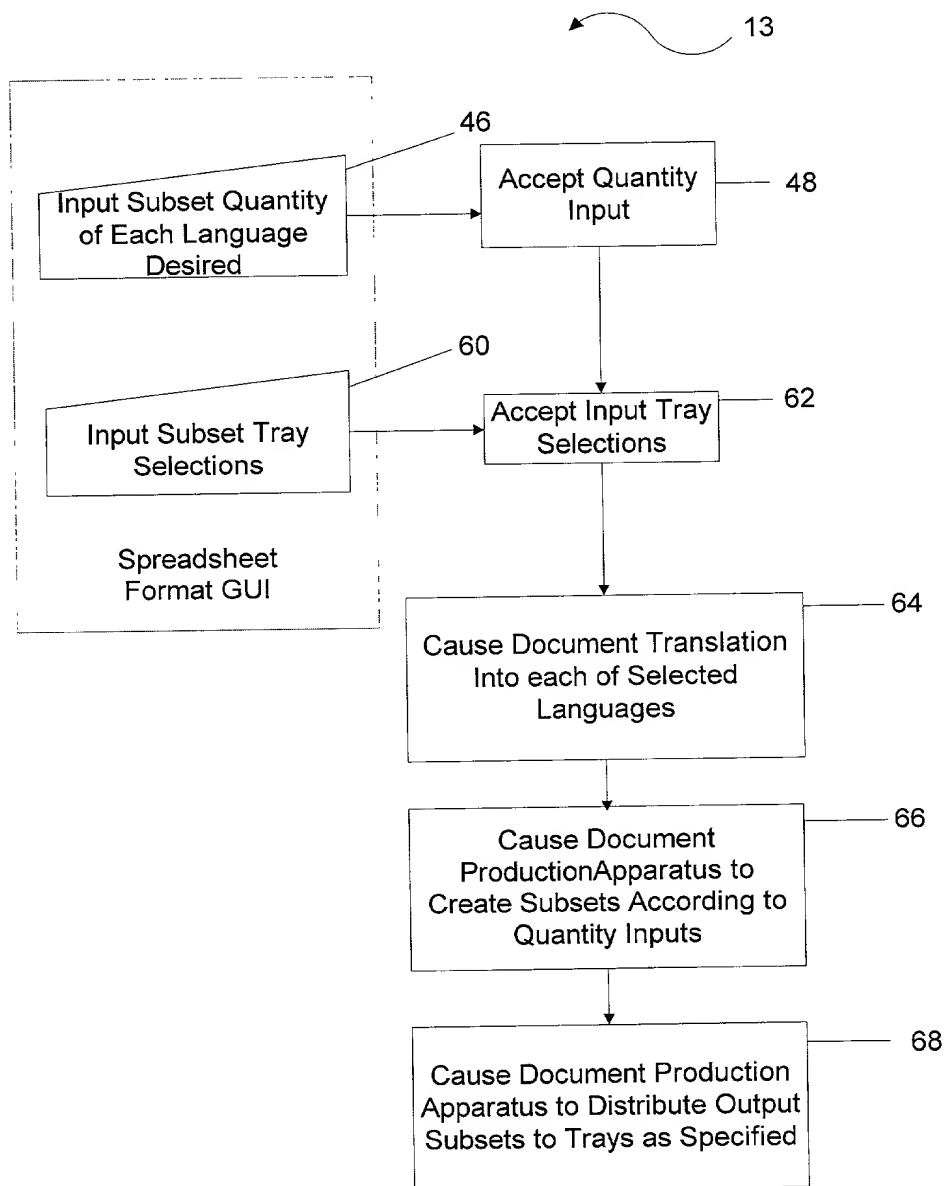 13
46
Input Subset Quantity
of Each Language
Desired
Accept Quantity
Input
48
60
Input Subset Tray
Selections
Accept Input Tray
Selections
62
Spreadsheet
Format GUI
Cause Document Translation
Into each of Selected
Languages
64
Cause Document
ProductionApparatus to
Create Subsets According to
Quantity Inputs
66
Cause Document Production
Apparatus to Distribute Output
Subsets to Trays as Specified
68